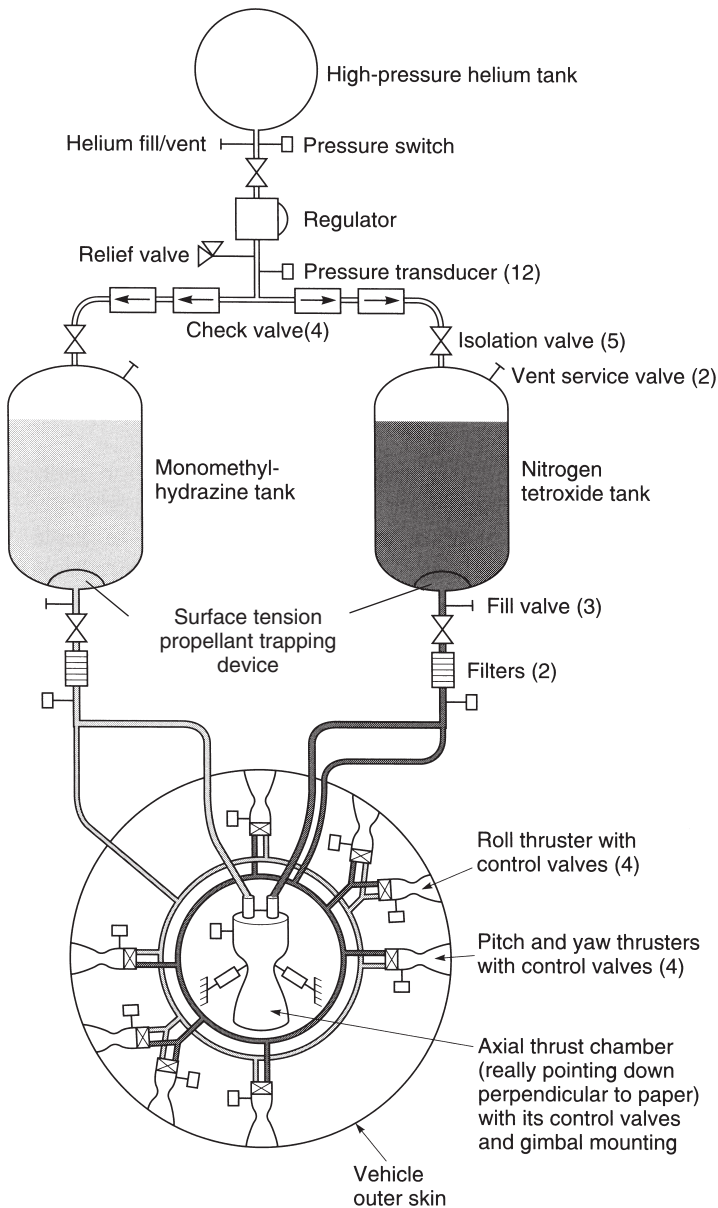 High-pressure helium tank
Helium fill/vent
Pressure switch
Regulator
Relief valve
Pressure transducer (12)
Check valve(4)
Isolation valve (5)
Vent service valve (2)
Monomethyl-
hydrazine tank
Nitrogen
tetroxide tank
Surface tension
propellant trapping
device
Fill valve (3)
Filters (2)
Roll thruster with
control valves (4)
Pitch and yaw thrusters
with control valves (4)
Axial thrust chamber
(really pointing down
perpendicular to paper)
with its control valves
and gimbal mounting
Vehicle
outer skin